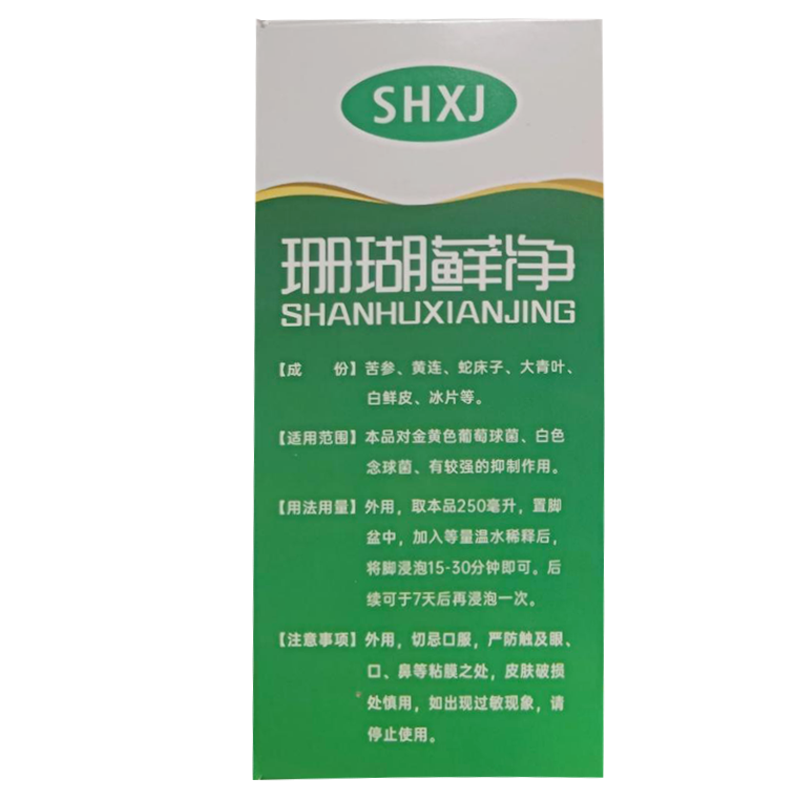 SHXJ
珊瑚藓净
SHANHUXIANJING
【成　　份】苦参、黄连、蛇床子、大青叶、
白鲜皮、冰片等。
【适用范围】本品对金黄色葡萄球菌、白色
念球菌、有较强的抑制作用。
【用法用量】外用，取本品250毫升，置脚
盆中，加入等量温水稀释后，
将脚浸泡15-30分钟即可。后
续可于7天后再浸泡一次。
【注意事项】外用，切忌口服，严防触及眼、
口、鼻等粘膜之处，皮肤破损
处慎用，如出现过敏现象，请
停止使用。